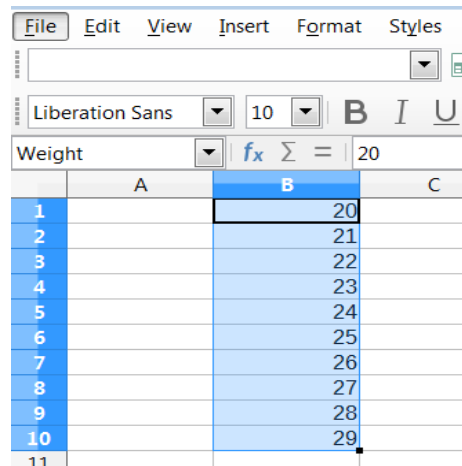 File Edit View Insert Format Styles
Liberation Sans 10 B I U
Weight fx Σ = 20
A B C
1 20
2 21
3 22
4 23
5 24
6 25
7 26
8 27
9 28
10 29
11